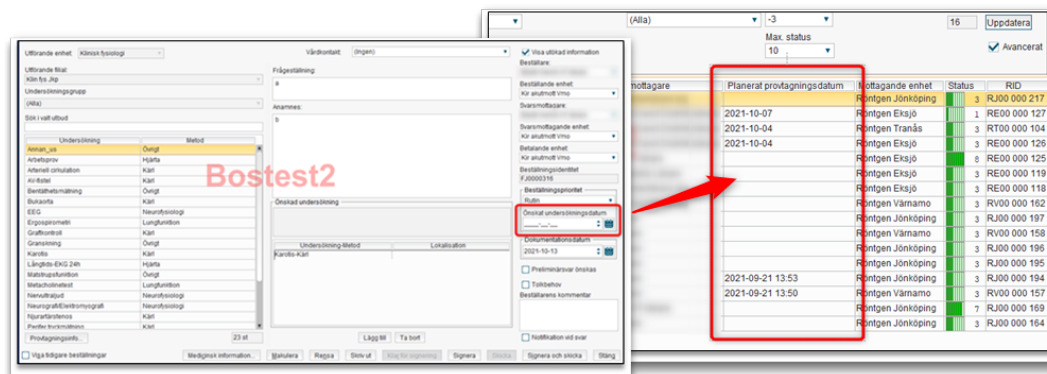 Utförande enhet: Klinisk fysiologi
Vårdkontakt: (Ingen)
Visa utökad information
Utförande filial:
Klin fys Jkp
Undersökningsgrupp
(Alla)
Sök i valt utbud
Undersökning Metod
Annan_us Övrigt
Arbetsprov Hjärta
Arteriell cirkulation Kärl
AV-fistel Kärl
Bentäthetsmätning Övrigt
Bukaorta Kärl
EEG Neurofysiologi
Ergospirometri Lungfunktion
Graftkontroll Kärl
Granskning Övrigt
Karotis Kärl
Långtids-EKG 24h Hjärta
Matstrupsfunktion Övrigt
Metacholintest Lungfunktion
Nervultraljud Neurofysiologi
Neurografi/Elektromyografi Neurofysiologi
Njurartärstenos Kärl
Perifer tryckmätning Kärl
Provtagningsinfo...
23 st
Frågeställning:
a
Anamnes:
b
Bostest2
Önskad undersökning
Undersökning-Metod Lokalisation
Karotis-Kärl
Lägg till Ta bort
Beställare:
Beställande enhet:
Kir akutmott Vmo
Svarsmottagare:
Svarsmottagande enhet:
Kir akutmott Vmo
Betalande enhet:
Kir akutmott Vmo
Beställningsidentitet
FJ0000316
Beställningsprioritet
Rutin
Önskat undersökningsdatum
____-__-__
Dokumentationsdatum
2021-10-13
Preliminärsvar önskas
Tolkbehov
Beställarens kommentar
Notifikation vid svar
Visa tidigare beställningar
Medicinsk information... Makulera Rensa Skriv ut Klar för signering Signera Skicka Signera och skicka Stäng
(Alla) -3 16 Uppdatera
Max. status
10
Avancerat
mottagare Planerat provtagningsdatum Mottagande enhet Status RID
Röntgen Jönköping 3 RJ00 000 217
2021-10-07 Röntgen Eksjö 1 RE00 000 127
2021-10-04 Röntgen Tranås 3 RT00 000 104
2021-10-04 Röntgen Eksjö 3 RE00 000 126
Röntgen Eksjö 8 RE00 000 125
Röntgen Eksjö 3 RE00 000 119
Röntgen Eksjö 3 RE00 000 118
Röntgen Värnamo 3 RV00 000 162
Röntgen Jönköping 3 RJ00 000 197
Röntgen Värnamo 3 RV00 000 158
Röntgen Jönköping 3 RJ00 000 196
Röntgen Jönköping 3 RJ00 000 195
2021-09-21 13:53 Röntgen Jönköping 3 RJ00 000 194
2021-09-21 13:50 Röntgen Värnamo 3 RV00 000 157
Röntgen Jönköping 7 RJ00 000 169
Röntgen Jönköping 3 RJ00 000 164